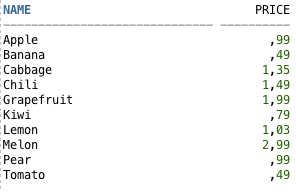 NAME PRICE
------------------------------ ----------
Apple ,99
Banana ,49
Cabbage 1,35
Chili 1,49
Grapefruit 1,99
Kiwi ,79
Lemon 1,03
Melon 2,99
Pear ,99
Tomato ,49